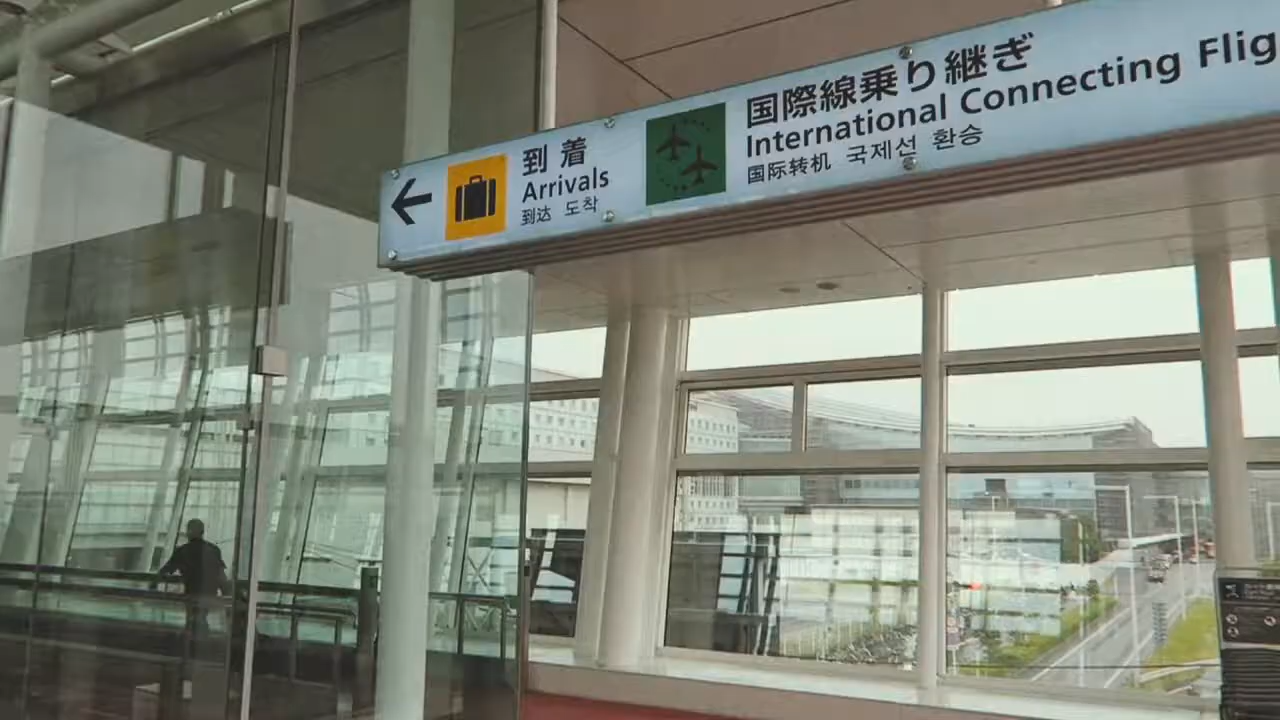 到着
Arrivals
到达 도착
国際線乗り継ぎ
International Connecting Flig
国际转机 국제선 환승